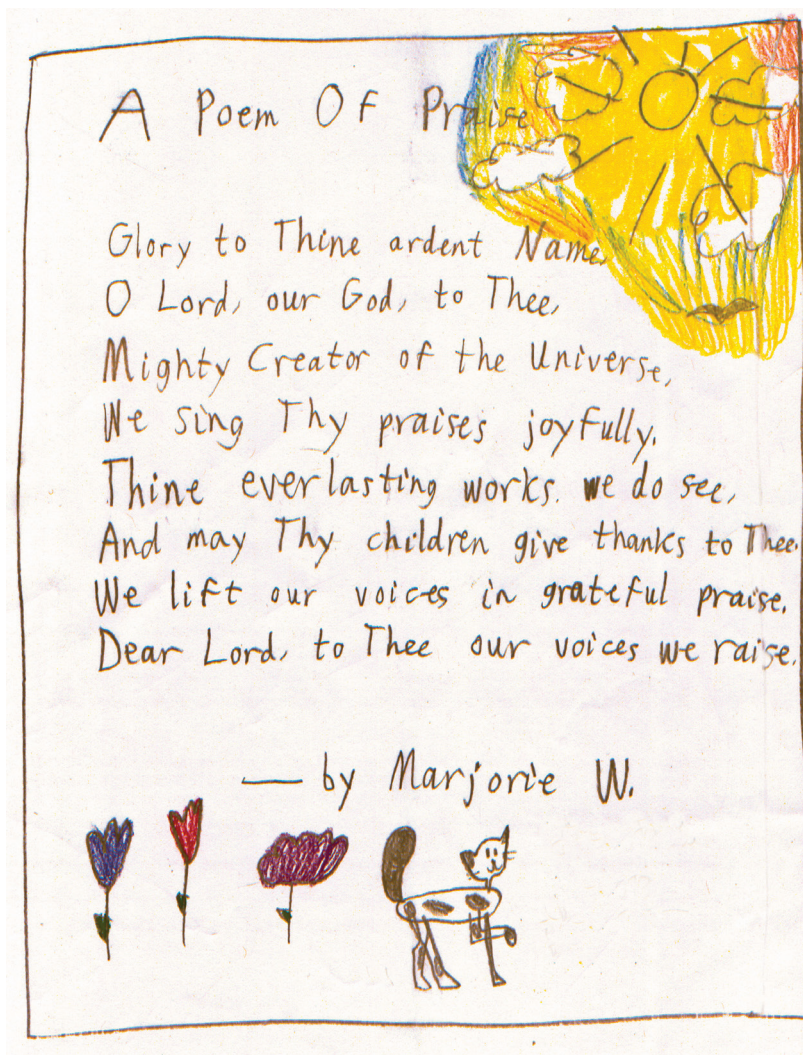 A Poem Of Praise
Glory to Thine ardent Name,
O Lord, our God, to Thee,
Mighty Creator of the Universe,
We sing Thy praises joyfully.
Thine everlasting works we do see,
And may Thy children give thanks to Thee.
We lift our voices in grateful praise.
Dear Lord, to Thee our voices we raise.
— by Marjorie W.